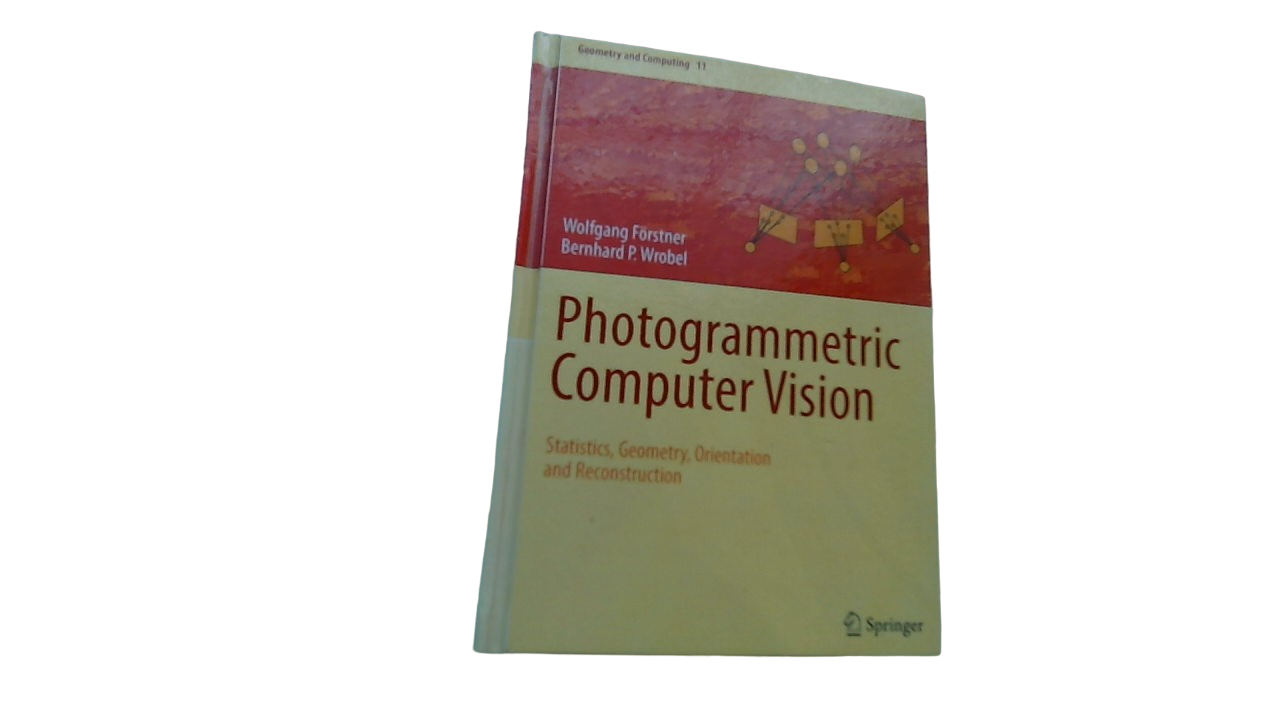 Geometry and Computing 11
Wolfgang Förstner
Bernhard P. Wrobel
Photogrammetric
Computer Vision
Statistics, Geometry, Orientation
and Reconstruction
Springer